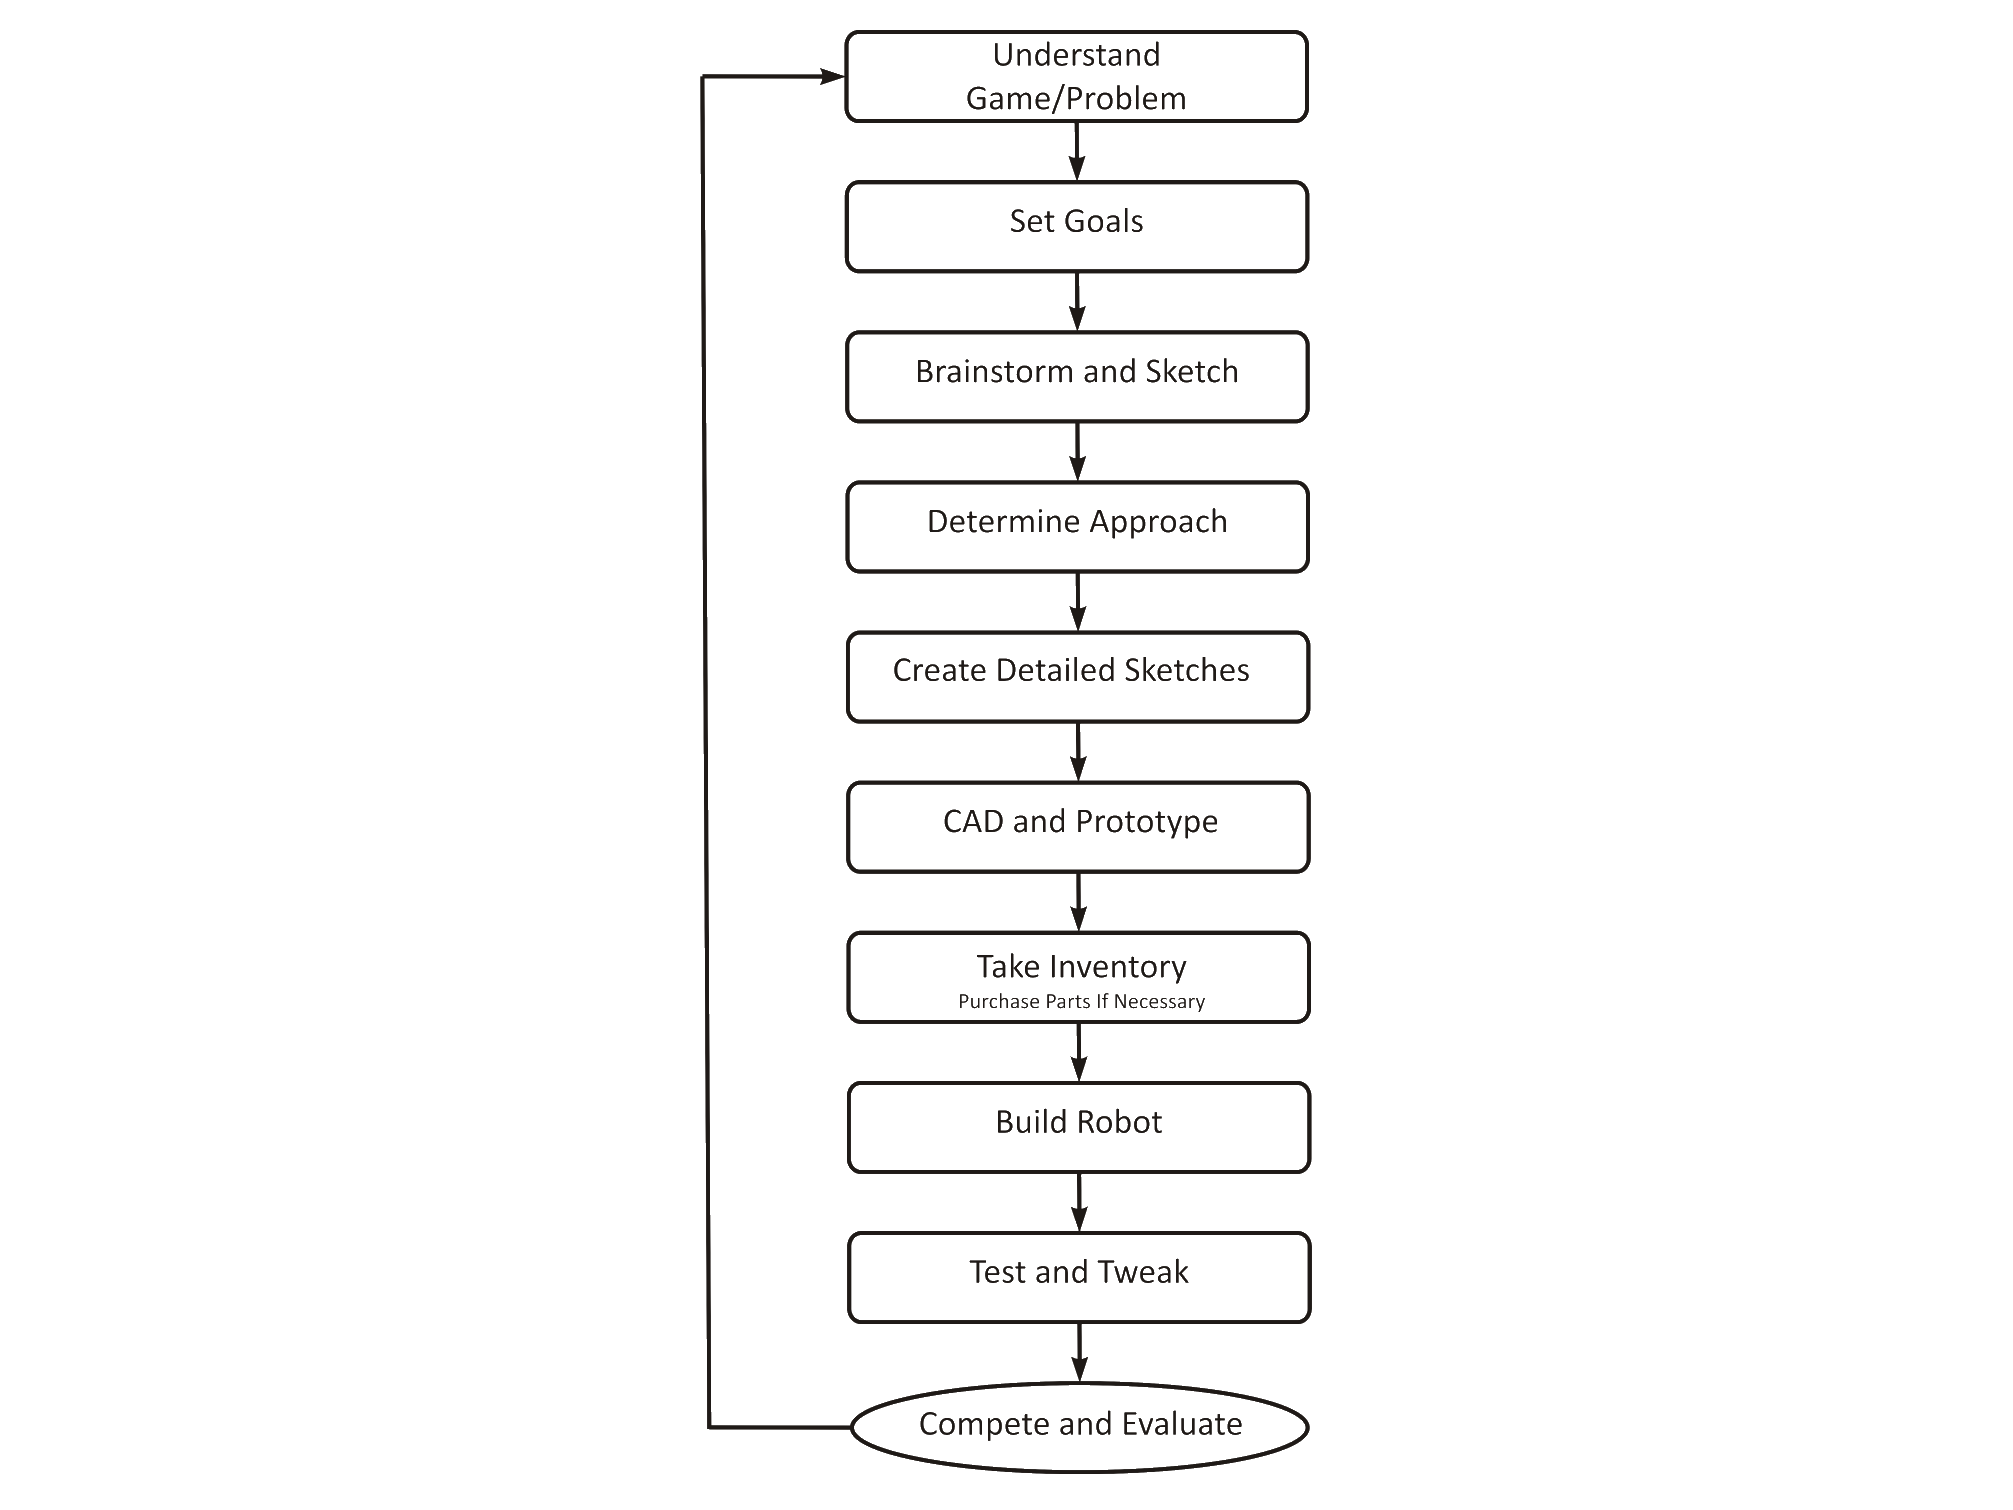 Understand
Game/Problem
Set Goals
Brainstorm and Sketch
Determine Approach
Create Detailed Sketches
CAD and Prototype
Take Inventory
Purchase Parts If Necessary
Build Robot
Test and Tweak
Compete and Evaluate